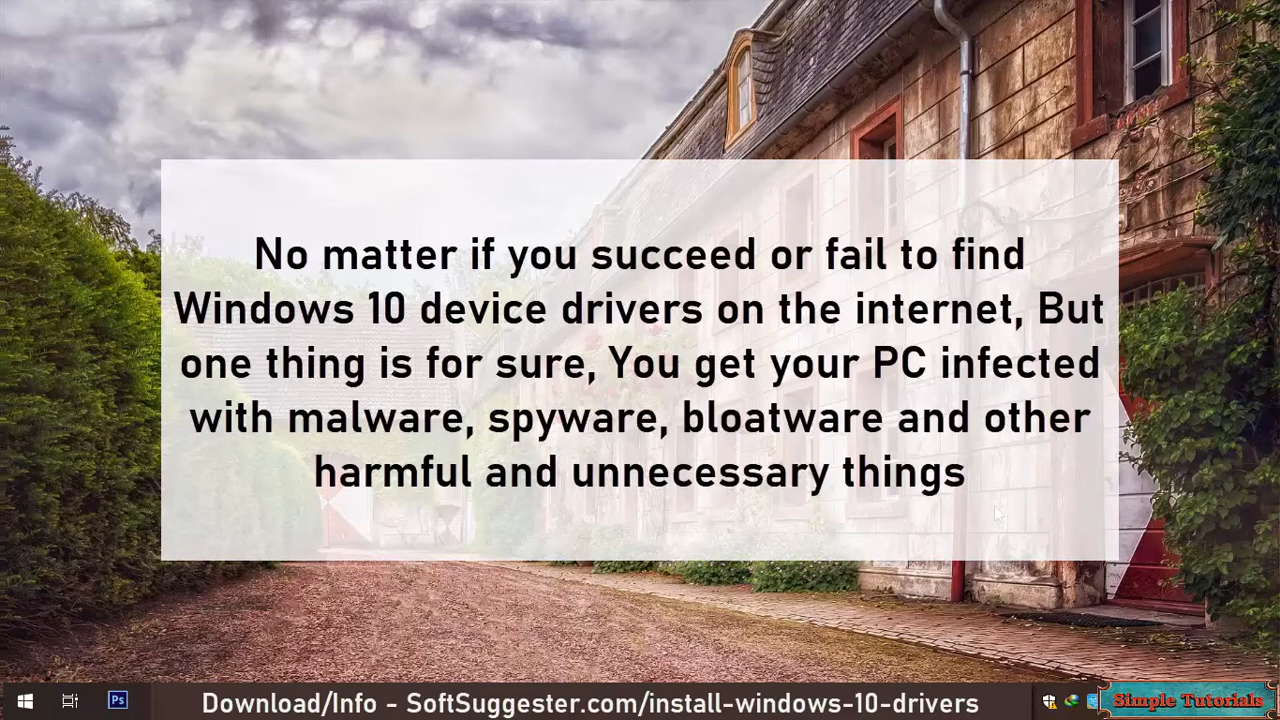 No matter if you succeed or fail to find
Windows 10 device drivers on the internet, But
one thing is for sure, You get your PC infected
with malware, spyware, bloatware and other
harmful and unnecessary things
Ps
Download/Info - SoftSuggester.com/install-windows-10-drivers
Simple Tutorials